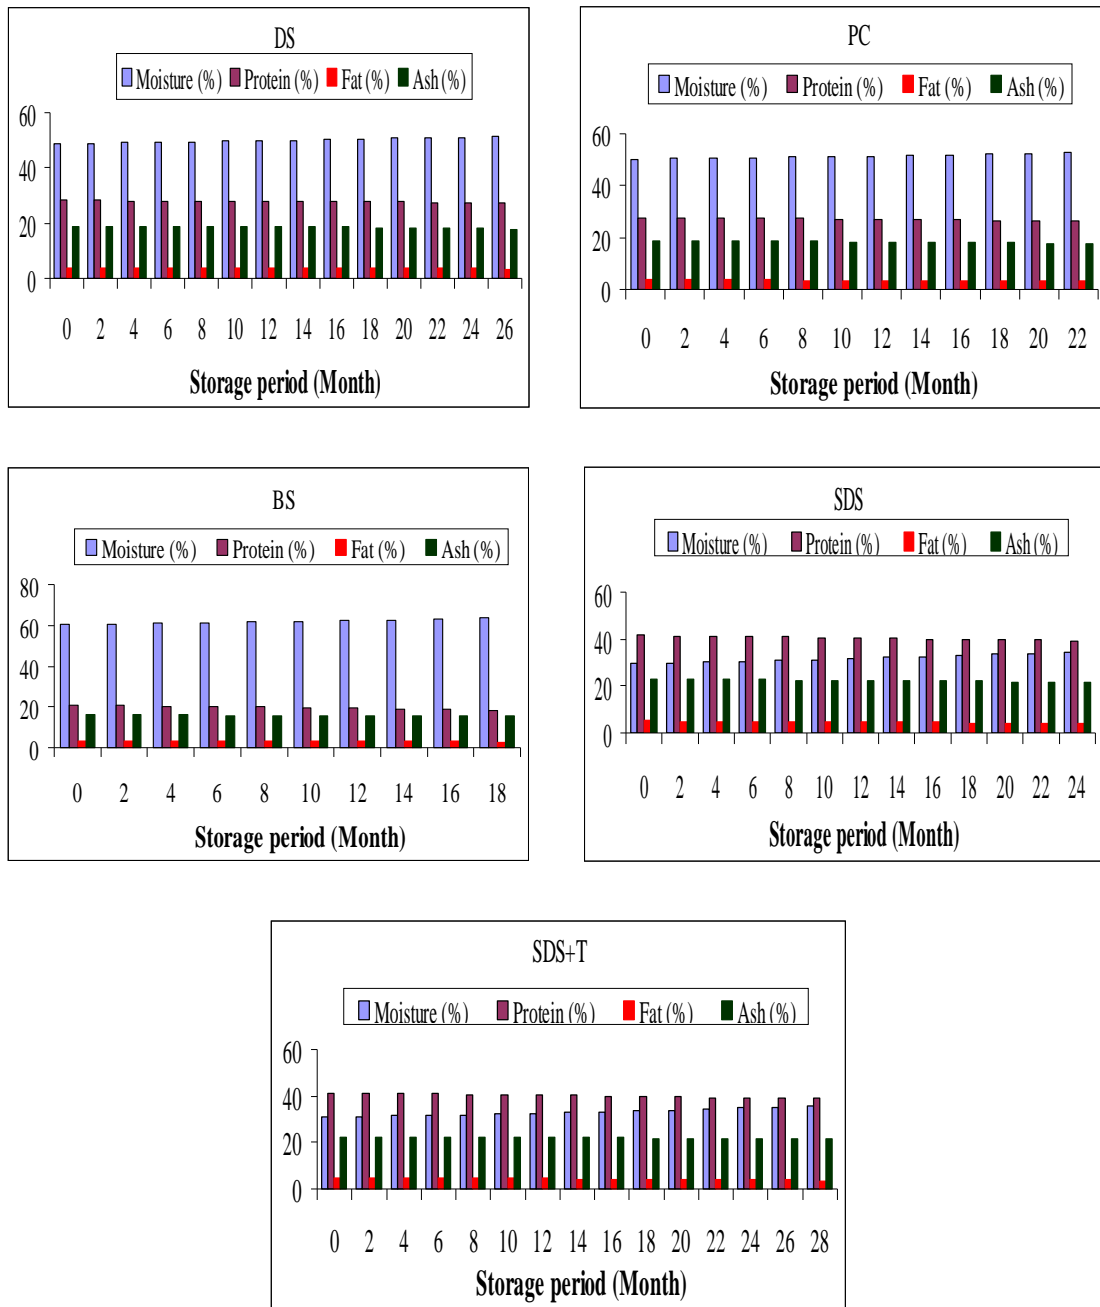 DS
Moisture (%) Protein (%) Fat (%) Ash (%)
60
40
20
0
0 2 4 6 8 10 12 14 16 18 20 22 24 26
Storage period (Month)
PC
Moisture (%) Protein (%) Fat (%) Ash (%)
60
40
20
0
0 2 4 6 8 10 12 14 16 18 20 22
Storage period (Month)
BS
Moisture (%) Protein (%) Fat (%) Ash (%)
80
60
40
20
0
0 2 4 6 8 10 12 14 16 18
Storage period (Month)
SDS
Moisture (%) Protein (%) Fat (%) Ash (%)
60
40
20
0
0 2 4 6 8 10 12 14 16 18 20 22 24
Storage period (Month)
SDS+T
Moisture (%) Protein (%) Fat (%) Ash (%)
60
40
20
0
0 2 4 6 8 10 12 14 16 18 20 22 24 26 28
Storage period (Month)